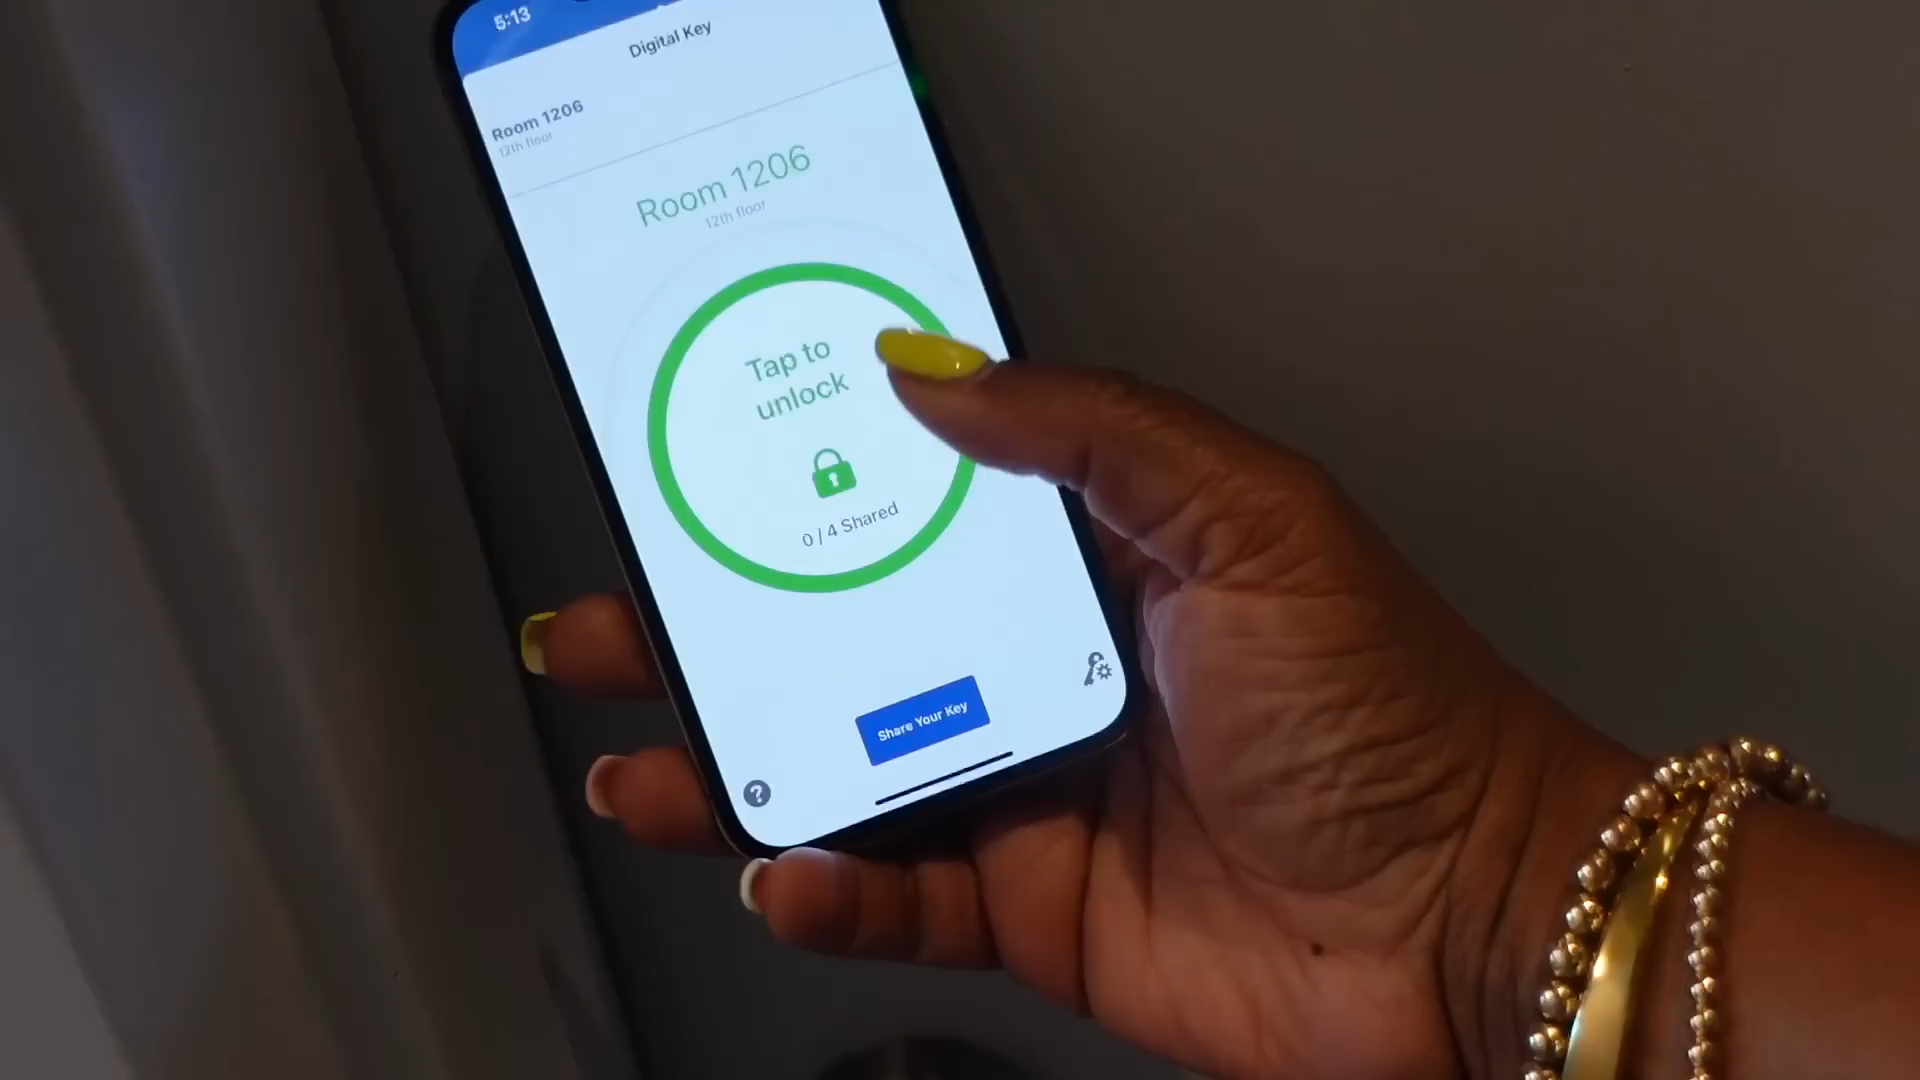 5:13
Digital Key
Room 1206
12th floor
Room 1206
12th floor
Tap to
unlock
0 / 4 Shared
Share Your Key
?